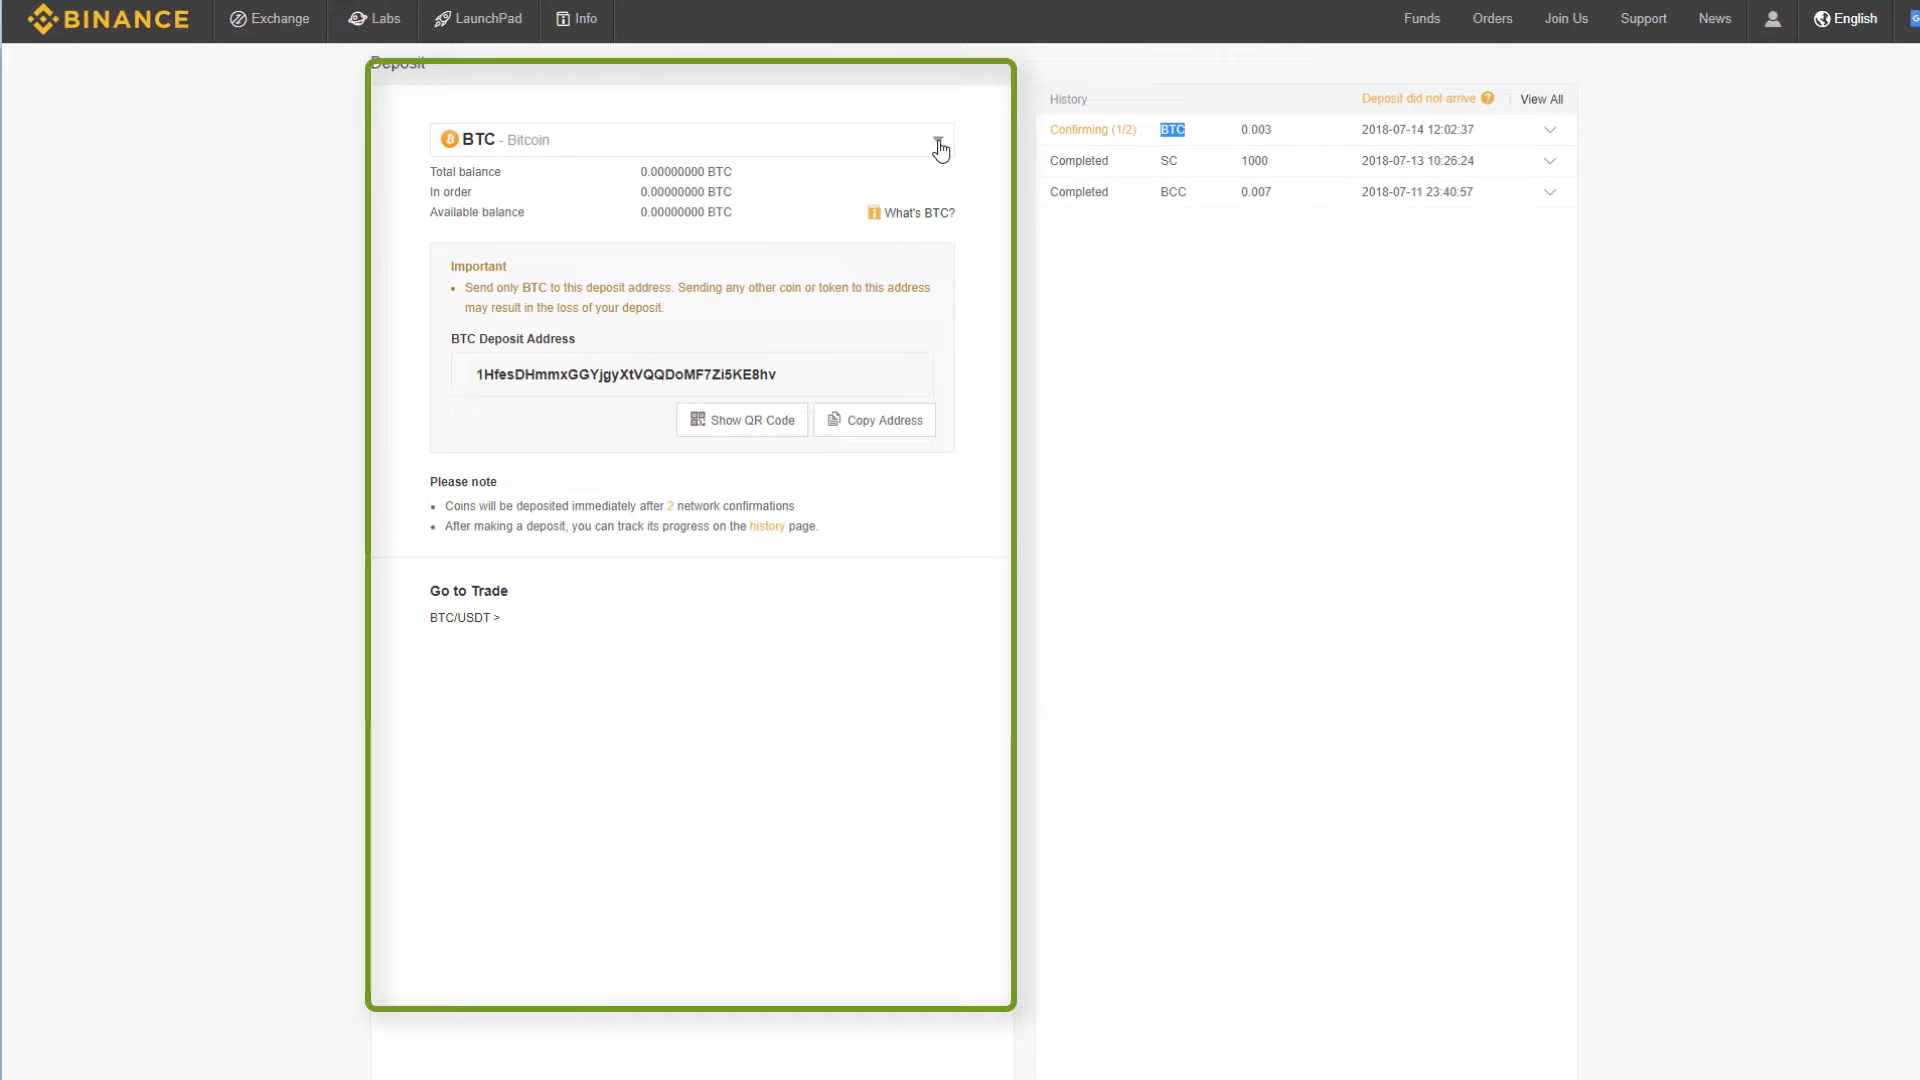 BINANCE Exchange Labs LaunchPad Info Funds Orders Join Us Support News English
Deposit
BTC - Bitcoin
Total balance 0.00000000 BTC
In order 0.00000000 BTC
Available balance 0.00000000 BTC
What's BTC?
Important
• Send only BTC to this deposit address. Sending any other coin or token to this address
may result in the loss of your deposit.
BTC Deposit Address
1HfesDHmmxGGYjgyXtVQQDoMF7Zi5KE8hv
Show QR Code Copy Address
Please note
• Coins will be deposited immediately after 2 network confirmations
• After making a deposit, you can track its progress on the history page.
Go to Trade
BTC/USDT >
History Deposit did not arrive ? View All
Confirming (1/2) BTC 0.003 2018-07-14 12:02:37
Completed SC 1000 2018-07-13 10:26:24
Completed BCC 0.007 2018-07-11 23:40:57